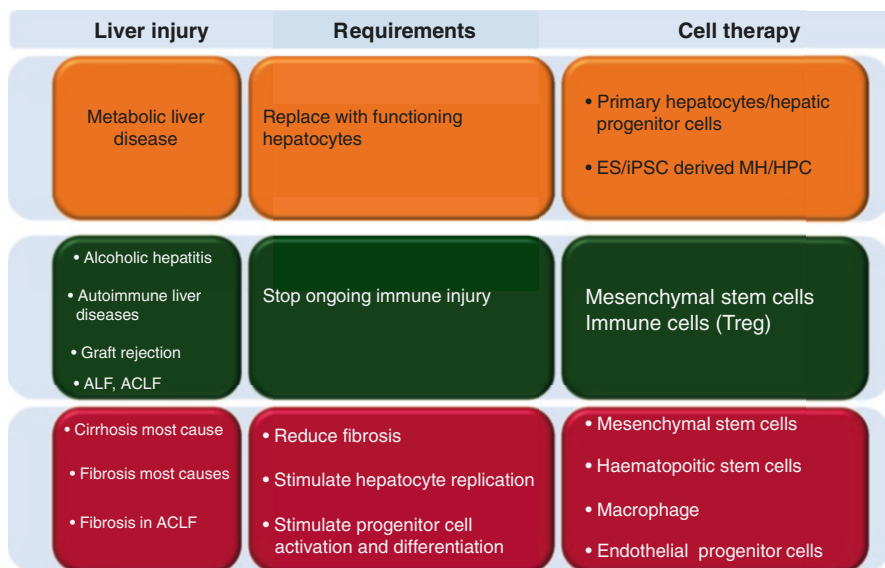 Liver injury
Requirements
Cell therapy
Metabolic liver
disease
Replace with functioning
hepatocytes
• Primary hepatocytes/hepatic
progenitor cells
• ES/iPSC derived MH/HPC
• Alcoholic hepatitis
• Autoimmune liver
diseases
• Graft rejection
• ALF, ACLF
Stop ongoing immune injury
Mesenchymal stem cells
Immune cells (Treg)
• Cirrhosis most cause
• Fibrosis most causes
• Fibrosis in ACLF
• Reduce fibrosis
• Stimulate hepatocyte replication
• Stimulate progenitor cell
activation and differentiation
• Mesenchymal stem cells
• Haematopoitic stem cells
• Macrophage
• Endothelial progenitor cells